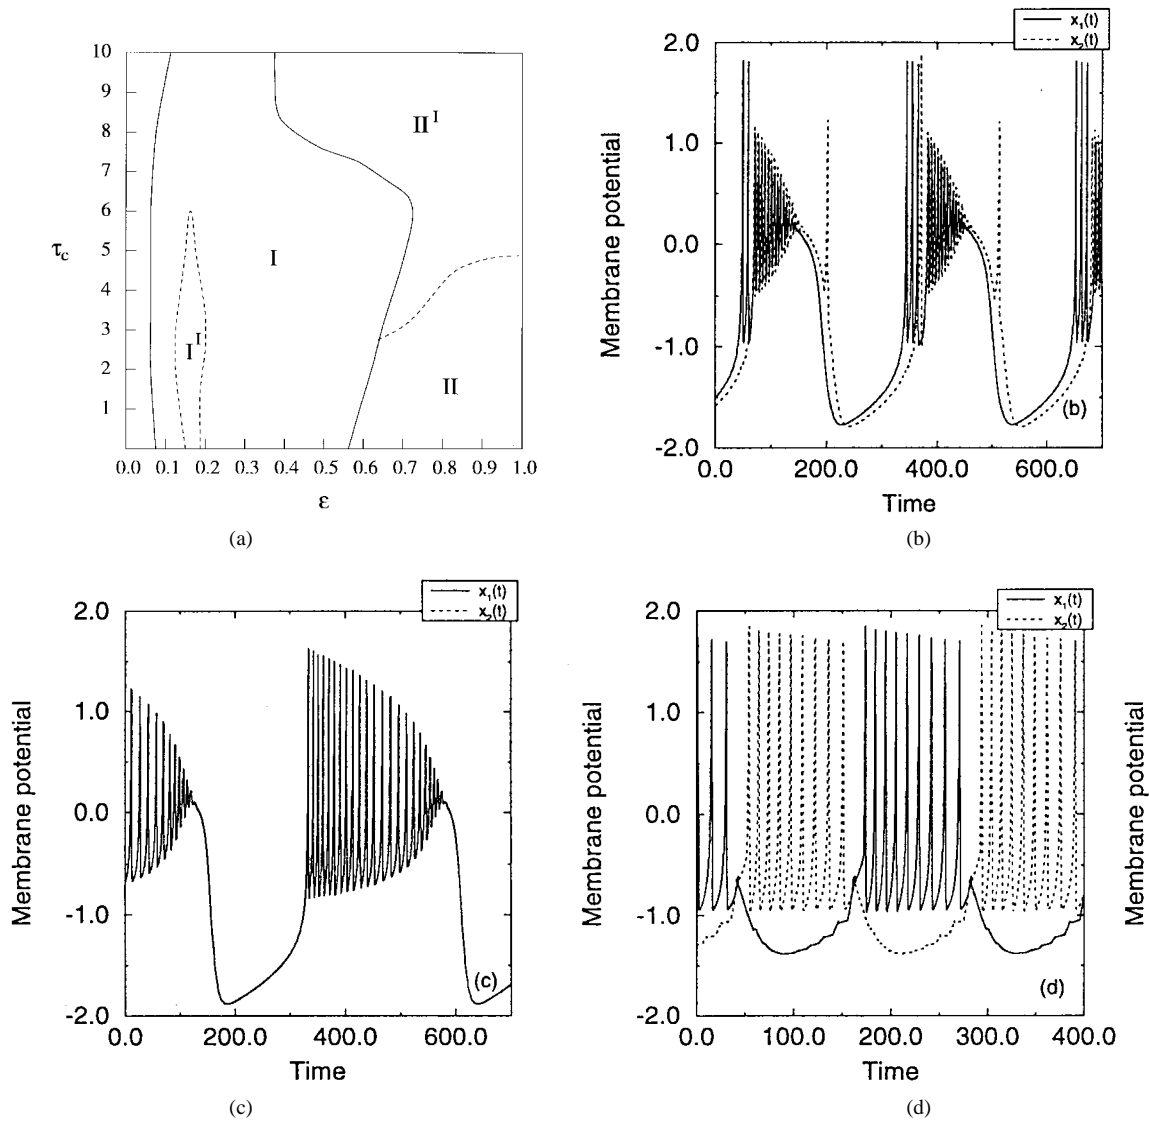 10
9
8
7
6
5
4
3
2
1
τc
II^I
I
I^I
II
0.0 0.1 0.2 0.3 0.4 0.5 0.6 0.7 0.8 0.9 1.0
ε
(a)
x₁(t)
x₂(t)
2.0
1.0
0.0
-1.0
-2.0
Membrane potential
(b)
0.0 200.0 400.0 600.0
Time
(b)
x₁(t)
x₂(t)
2.0
1.0
0.0
-1.0
-2.0
Membrane potential
(c)
0.0 200.0 400.0 600.0
Time
(c)
x₁(t)
x₂(t)
2.0
1.0
0.0
-1.0
-2.0
Membrane potential
(d)
0.0 100.0 200.0 300.0 400.0
Time
(d)
Membrane potential